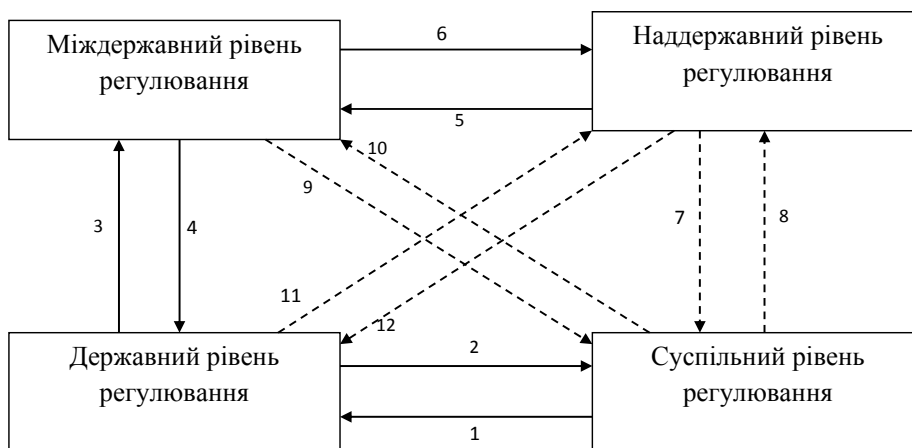 Міждержавний рівень
регулювання
6
Наддержавний рівень
регулювання
5
10
9
3
4
7
8
11
12
Державний рівень
регулювання
2
Суспільний рівень
регулювання
1